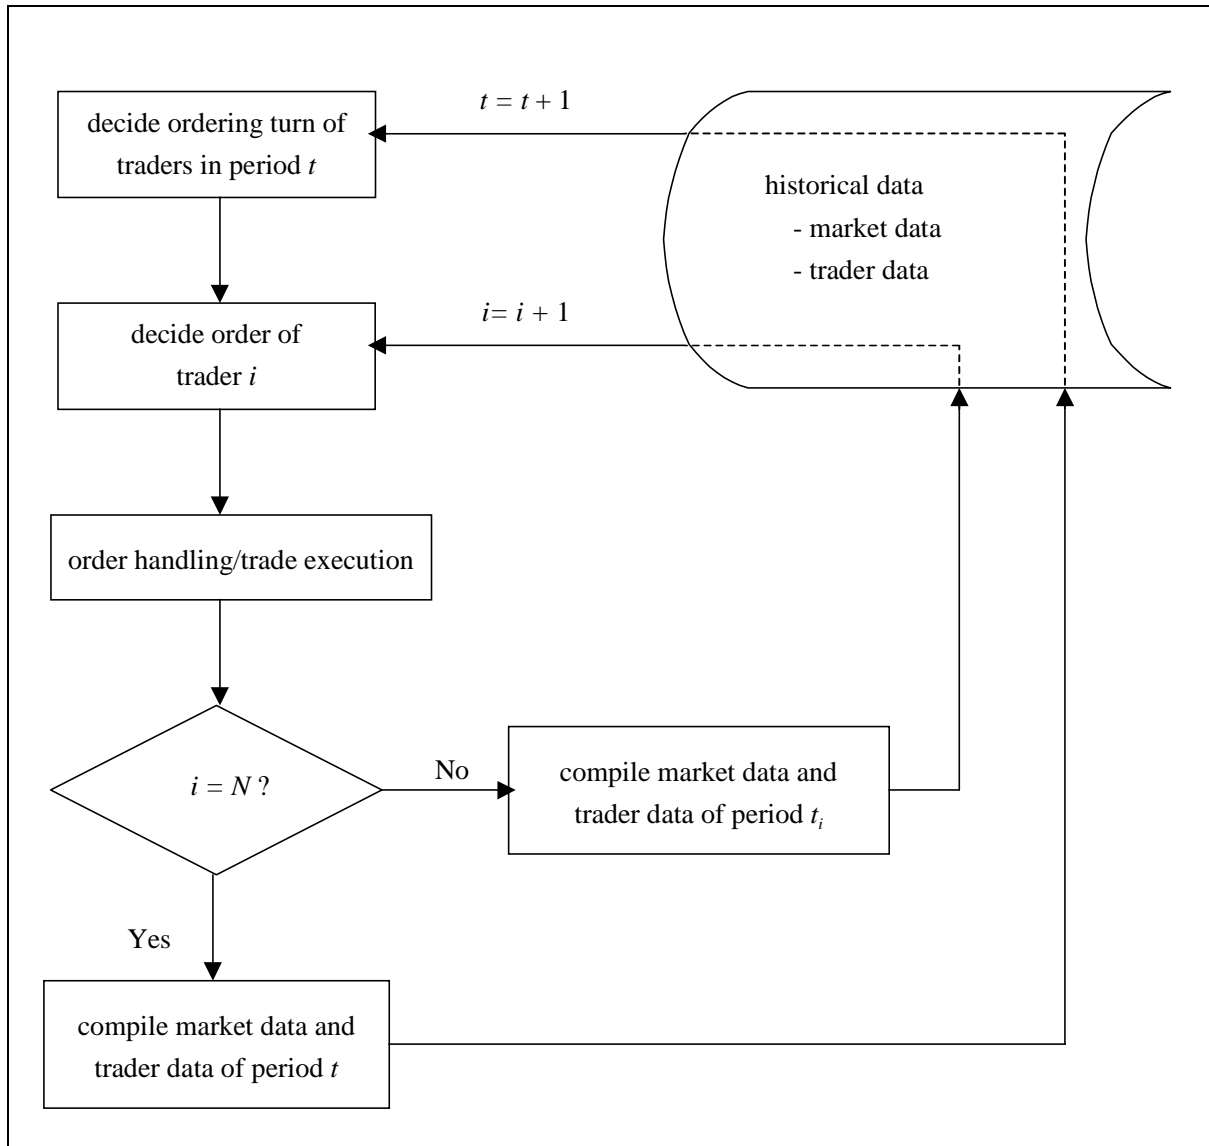 decide ordering turn of
traders in period t
t = t + 1
historical data
- market data
- trader data
decide order of
trader i
i= i + 1
order handling/trade execution
i = N ?
No
compile market data and
trader data of period tᵢ
Yes
compile market data and
trader data of period t